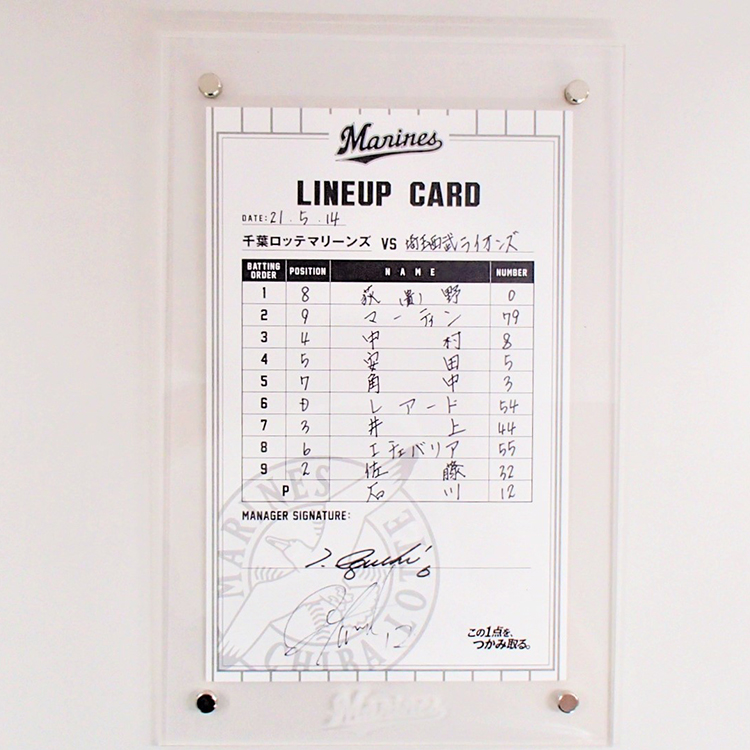 Marines
LINEUP CARD
DATE: 21.5.14
千葉ロッテマリーンズ VS 埼玉西武ライオンズ
BATTING ORDER POSITION NAME NUMBER
1 8 荻(貴)野 0
2 9 マーティン 79
3 4 中村 8
4 5 安田 5
5 7 角中 3
6 D レアード 54
7 3 井上 44
8 6 エチェバリア 55
9 2 佐藤 32
P 石川 12
MANAGER SIGNATURE:
MARINES
CHIBA LOTTE
12
この1点を、
つかみ取る。
Marines